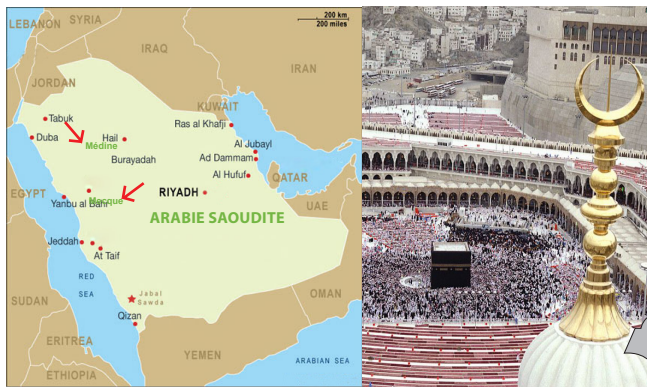 LEBANON
SYRIA
200 km
200 miles
IRAQ
IRAN
JORDAN
KUWAIT
Tabuk
Ras al Khafji
Duba
Hail
Médine
Al Jubayl
Burayadah
Ad Dammam
Al Hufuf
QATAR
EGYPT
RIYADH
Yanbu al Bahr
Mecque
UAE
ARABIE SAOUDITE
Jeddah
At Taif
RED
SEA
Jabal
Sawda
OMAN
SUDAN
Qizan
ERITREA
YEMEN
ARABIAN SEA
ETHIOPIA